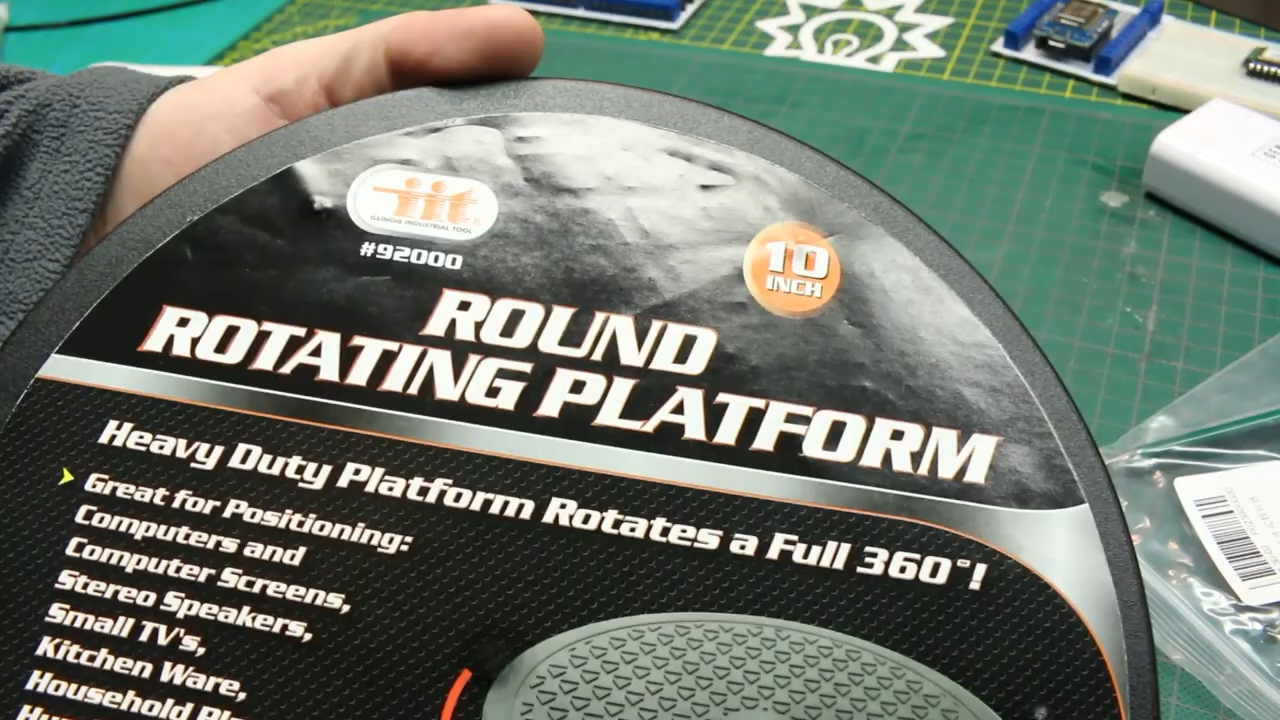 iit
ILLINOIS INDUSTRIAL TOOL
#92000
10
INCH
ROUND
ROTATING PLATFORM
Heavy Duty Platform Rotates a Full 360°!
Great for Positioning:
Computers and
Computer Screens,
Stereo Speakers,
Small TV's,
Kitchen Ware,
Household